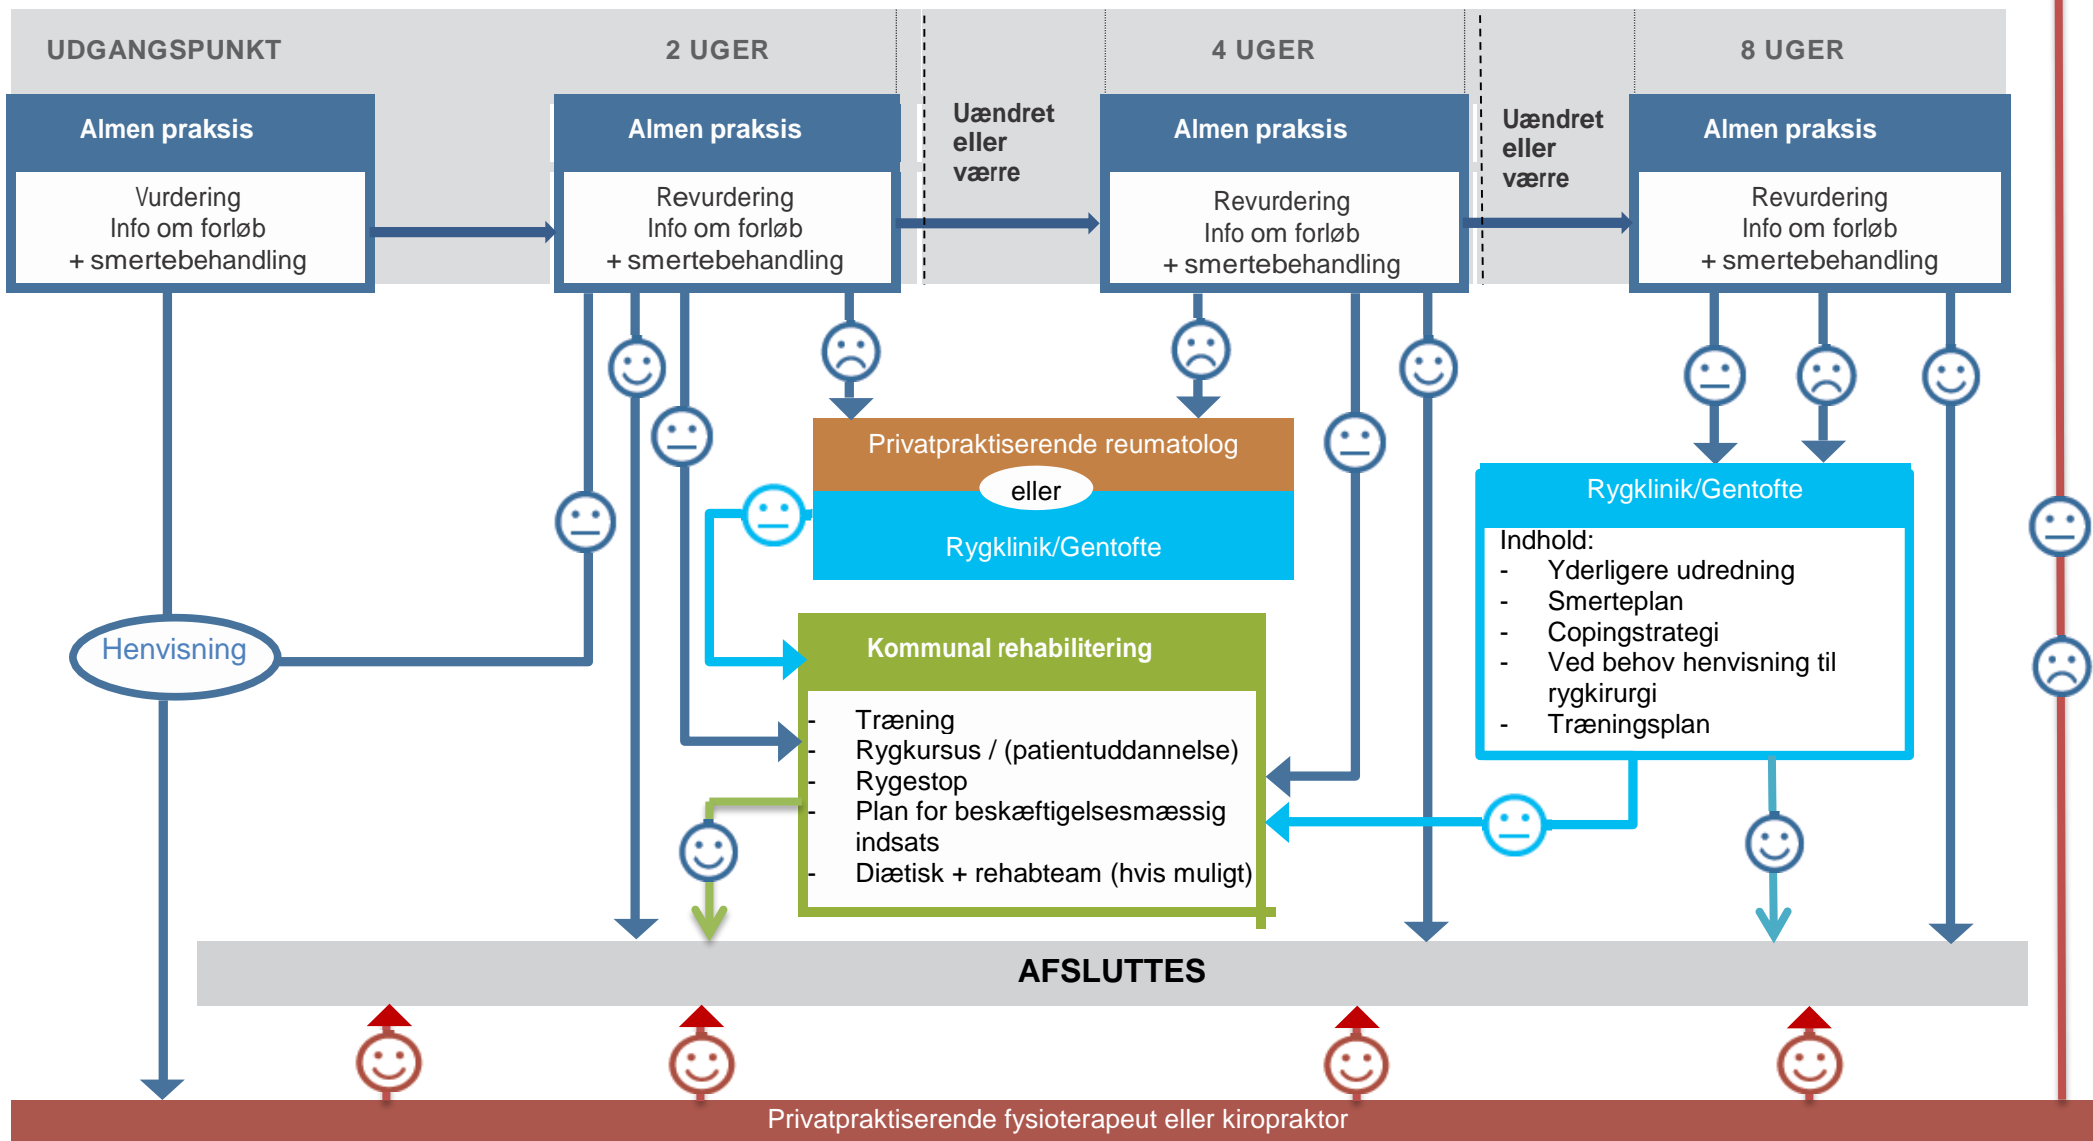 UDGANGSPUNKT
2 UGER
4 UGER
8 UGER
Almen praksis
Vurdering
Info om forløb
+ smertebehandling
Almen praksis
Revurdering
Info om forløb
+ smertebehandling
Uændret
eller
værre
Almen praksis
Revurdering
Info om forløb
+ smertebehandling
Uændret
eller
værre
Almen praksis
Revurdering
Info om forløb
+ smertebehandling
Privatpraktiserende reumatolog
eller
Rygklinik/Gentofte
Rygklinik/Gentofte
Indhold:
- Yderligere udredning
- Smerteplan
- Copingstrategi
- Ved behov henvisning til
rygkirurgi
- Træningsplan
Henvisning
Kommunal rehabilitering
- Træning
- Rygkursus / (patientuddannelse)
- Rygestop
- Plan for beskæftigelsesmæssig
indsats
- Diætisk + rehabteam (hvis muligt)
AFSLUTTES
Privatpraktiserende fysioterapeut eller kiropraktor